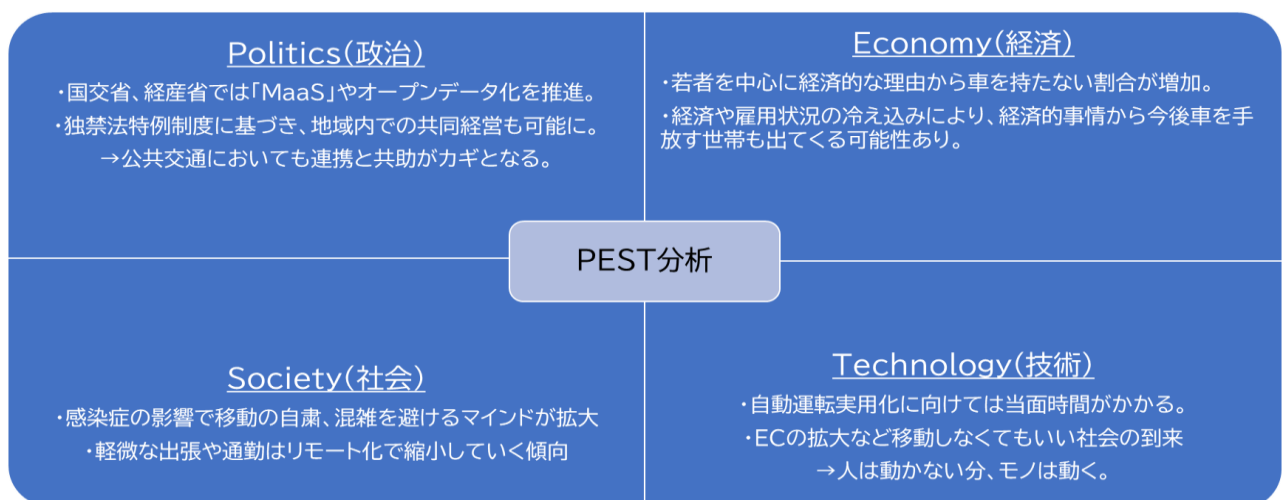 Politics(政治)
・国交省、経産省では「MaaS」やオープンデータ化を推進。
・独禁法特例制度に基づき、地域内での共同経営も可能に。
→公共交通においても連携と共助がカギとなる。
Economy(経済)
・若者を中心に経済的な理由から車を持たない割合が増加。
・経済や雇用状況の冷え込みにより、経済的事情から今後車を手
放す世帯も出てくる可能性あり。
PEST分析
Society(社会)
・感染症の影響で移動の自粛、混雑を避けるマインドが拡大
・軽微な出張や通勤はリモート化で縮小していく傾向
Technology(技術)
・自動運転実用化に向けては当面時間がかかる。
・ECの拡大など移動しなくてもいい社会の到来
→人は動かない分、モノは動く。